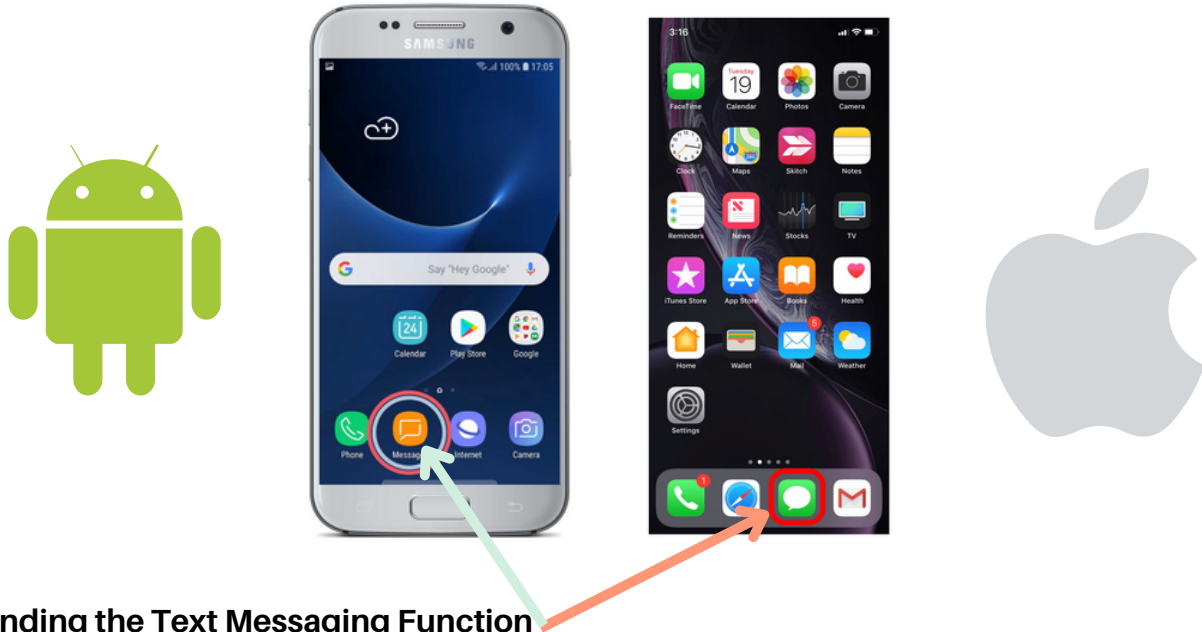 SAMSUNG
100% 17:05
Say "Hey Google"
24
Calendar
Play Store
Google
Phone
Internet
Camera
3:16
Tuesday
19
FaceTime
Calendar
Photos
Camera
Clock
Maps
Skitch
Notes
Reminders
News
Stocks
TV
iTunes Store
App Store
Books
Health
5
Home
Wallet
Mail
Weather
Settings
1
the Text Messaging Function